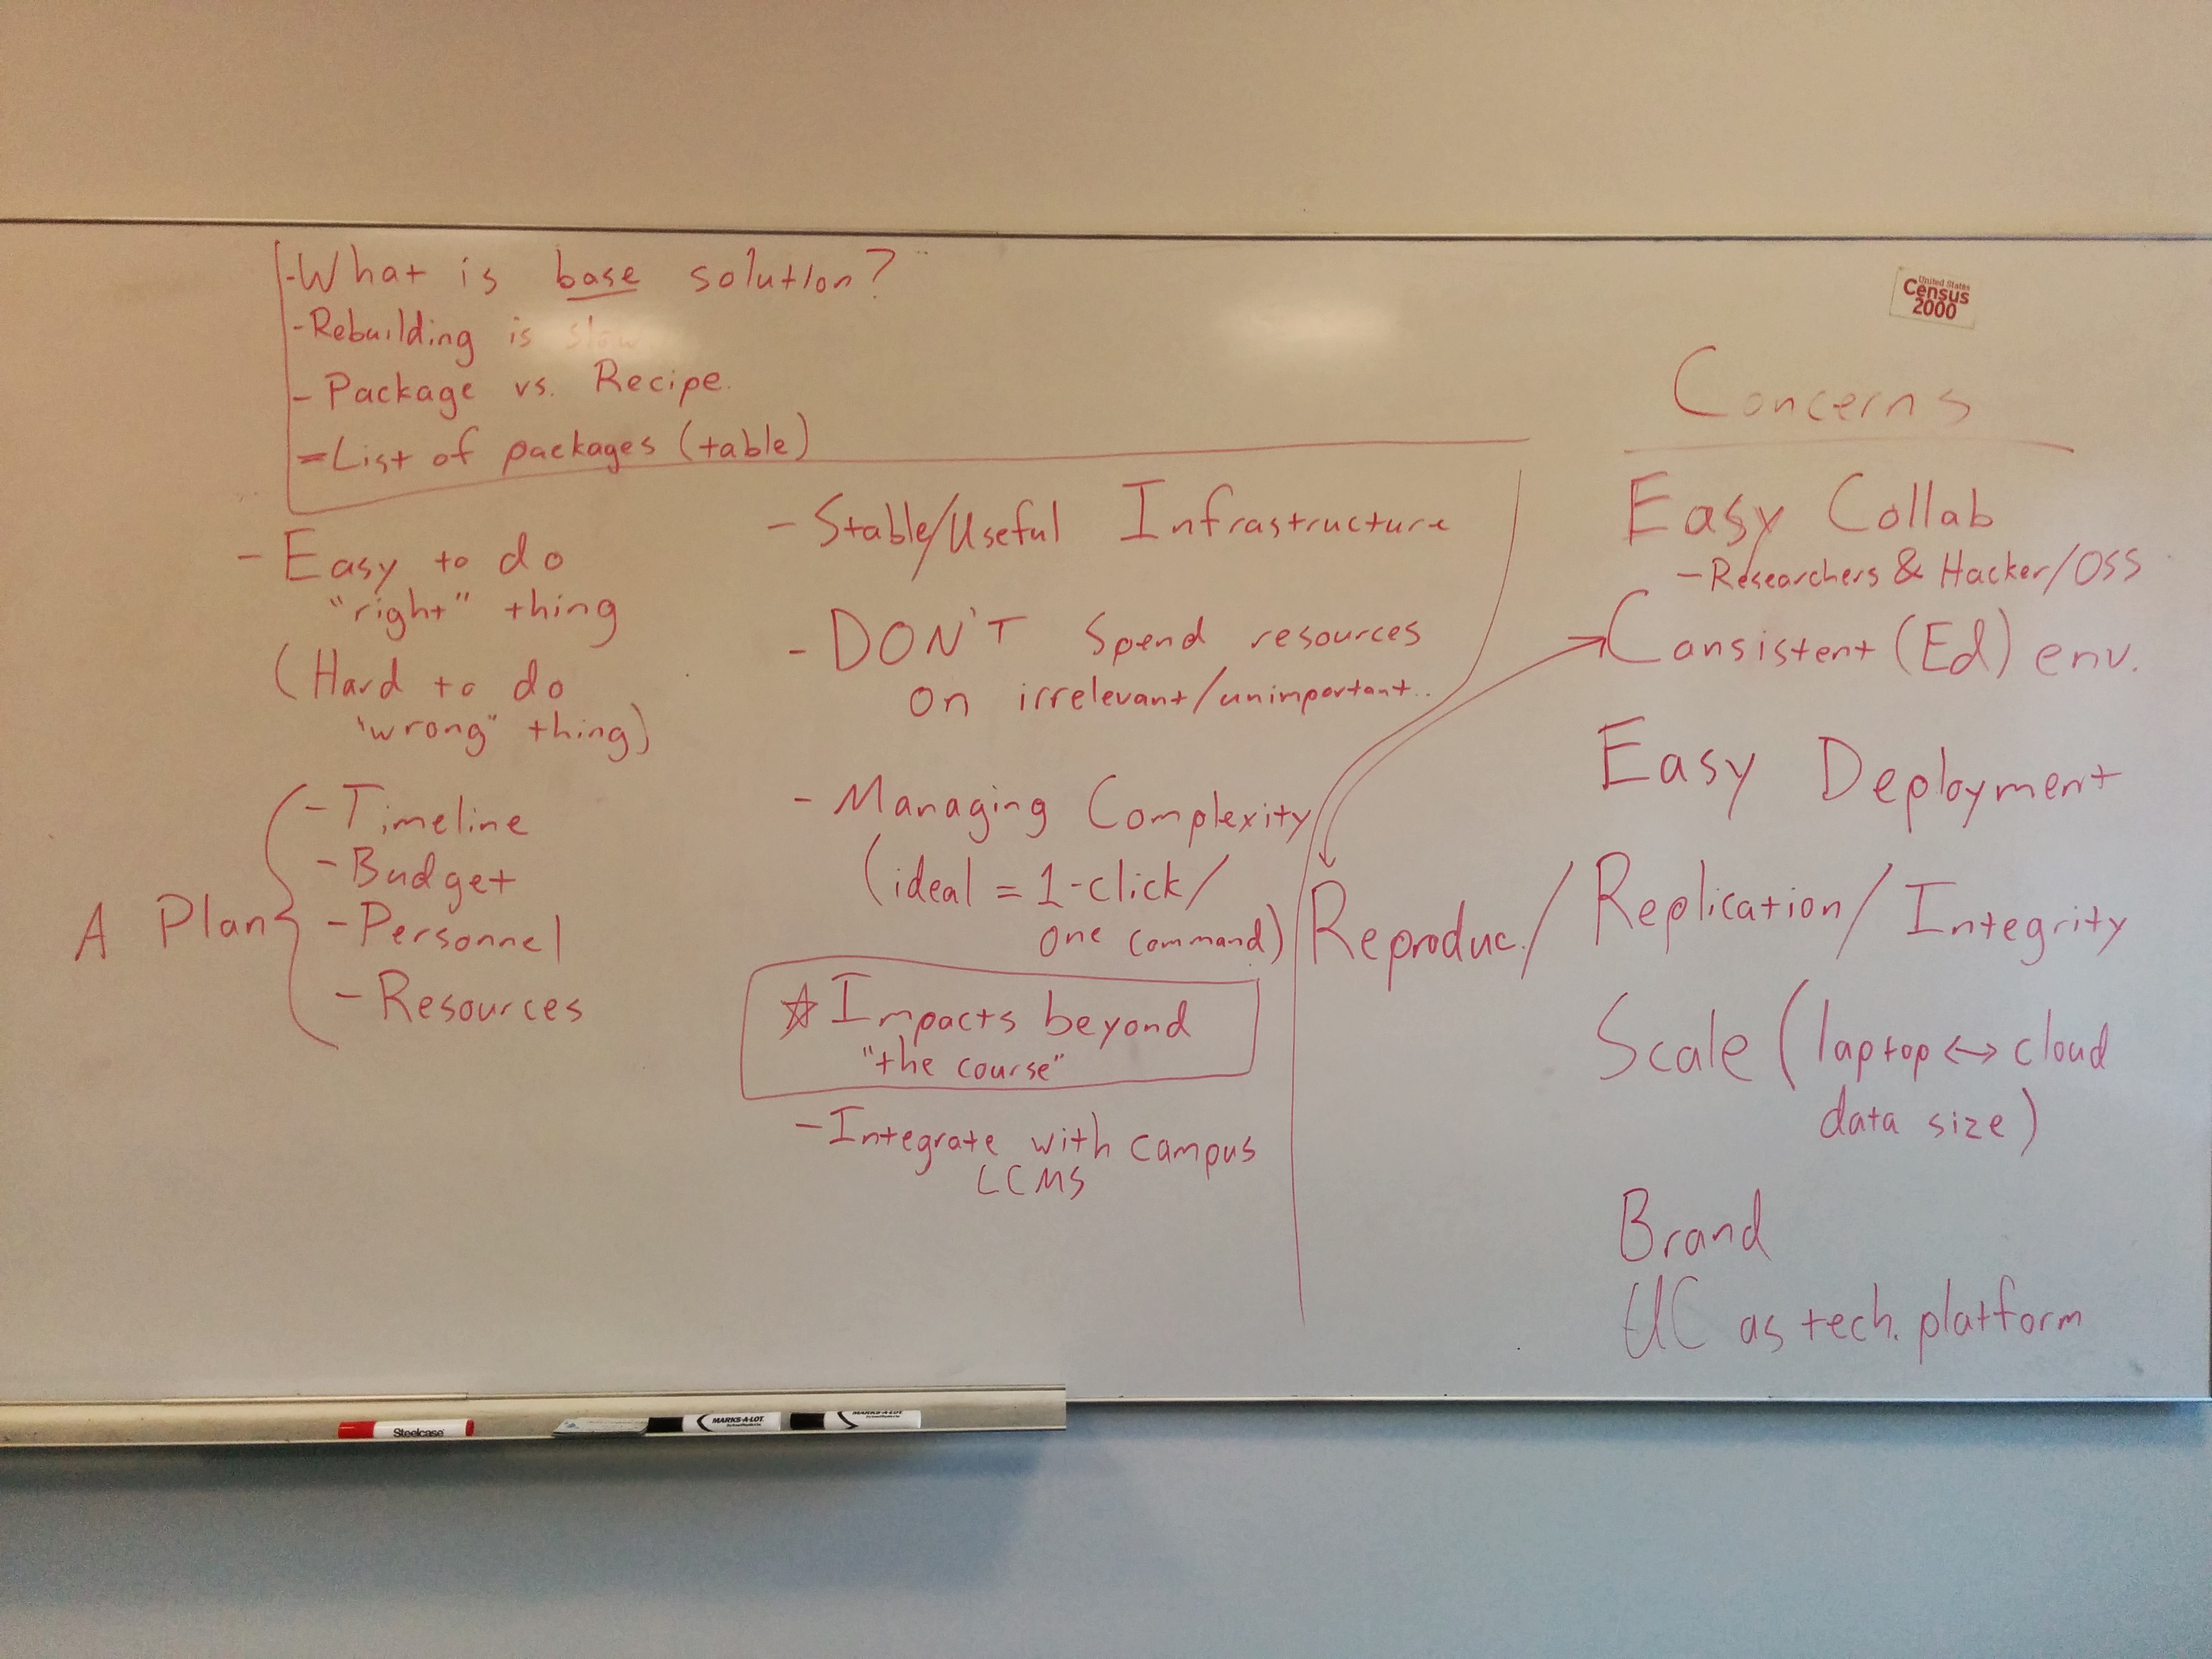 -What is base solution?
-Rebuilding is slow
- Package vs. Recipe.
-List of packages (table)
- Easy to do
"right" thing
(Hard to do
"wrong" thing)
A Plan
- Timeline
- Budget
- Personnel
- Resources
- Stable/Useful Infrastructure
- DON'T Spend resources
on irrelevant/unimportant..
- Managing Complexity
(ideal = 1-click/
one command)
☆ Impacts beyond
"the course"
- Integrate with campus
LCMS
United States
Census
2000
Concerns
Easy Collab
- Researchers & Hacker/OSS
Consistent (Ed) env.
Easy Deployment
Reproduc./Replication/Integrity
Scale (laptop ↔ cloud
data size)
Brand
UC as tech. platform
Steelcase
MARKS-A-LOT
MARKS-A-LOT